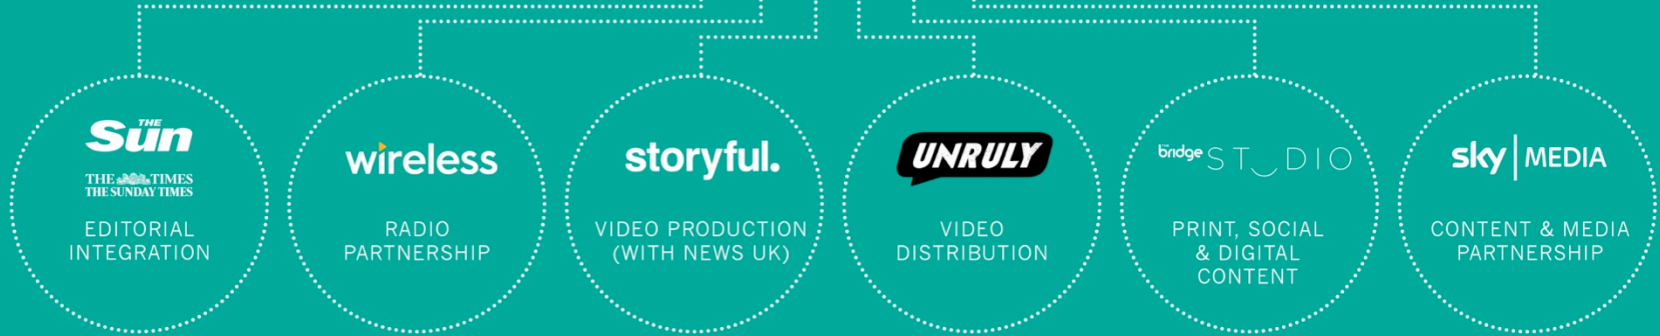 THE
Sun
THE TIMES
THE SUNDAY TIMES
EDITORIAL
INTEGRATION
wireless
RADIO
PARTNERSHIP
storyful.
VIDEO PRODUCTION
(WITH NEWS UK)
UNRULY
VIDEO
DISTRIBUTION
the
bridge STUDIO
PRINT, SOCIAL
& DIGITAL
CONTENT
sky MEDIA
CONTENT & MEDIA
PARTNERSHIP